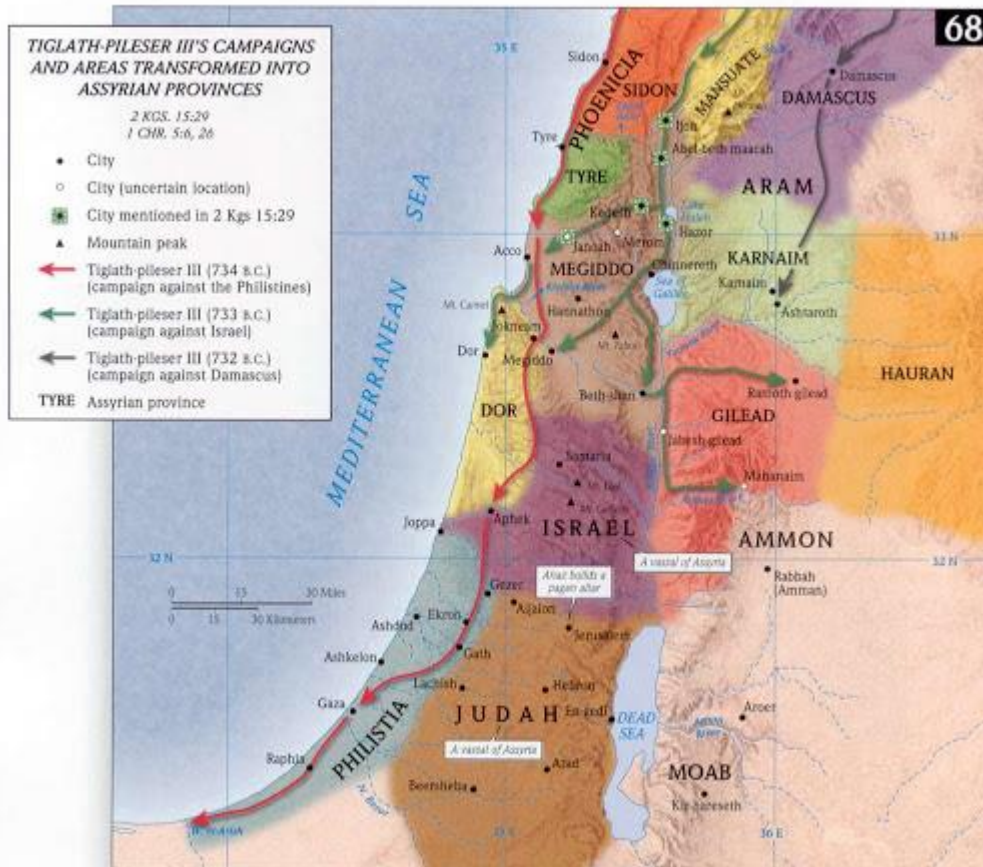 68
TIGLATH-PILESER III'S CAMPAIGNS
AND AREAS TRANSFORMED INTO
ASSYRIAN PROVINCES
2 KGS. 15:29
1 CHR. 5:6, 26
City
City (uncertain location)
City mentioned in 2 Kgs 15:29
Mountain peak
Tiglath-pileser III (734 B.C.)
(campaign against the Philistines)
Tiglath-pileser III (733 B.C.)
(campaign against Israel)
Tiglath-pileser III (732 B.C.)
(campaign against Damascus)
TYRE Assyrian province
35 E
Sidon
PHOENICIA
SIDON
MANSUATE
Damascus
DAMASCUS
Ijon
Abel-beth-maacah
Tyre
TYRE
ARAM
Kedesh
Hazor
33 N
Janoah
Merom
Acco
MEGIDDO
Chinnereth
Sea of
Galilee
KARNAIM
Karnaim
Ashtaroth
Hannathon
Mt. Carmel
Jokneam
Mt. Tabor
Dor
Megiddo
HAURAN
Beth-shan
Ramoth-gilead
GILEAD
DOR
Jabesh-gilead
Samaria
Mahanaim
MEDITERRANEAN SEA
Aphek
ISRAEL
Joppa
AMMON
32 N
32 N
A vassal of Assyria
Ahaz builds a
pagan altar
Rabbah
(Amman)
0 15 30 Miles
0 15 30 Kilometers
Gezer
Aijalon
Ekron
Ashdod
Jerusalem
Gath
Ashkelon
Lachish
Hebron
Gaza
JUDAH
En-gedi
DEAD
SEA
Aroer
PHILISTIA
A vassal of Assyria
Raphia
Arad
MOAB
Beersheba
Kir-hareseth
36 E